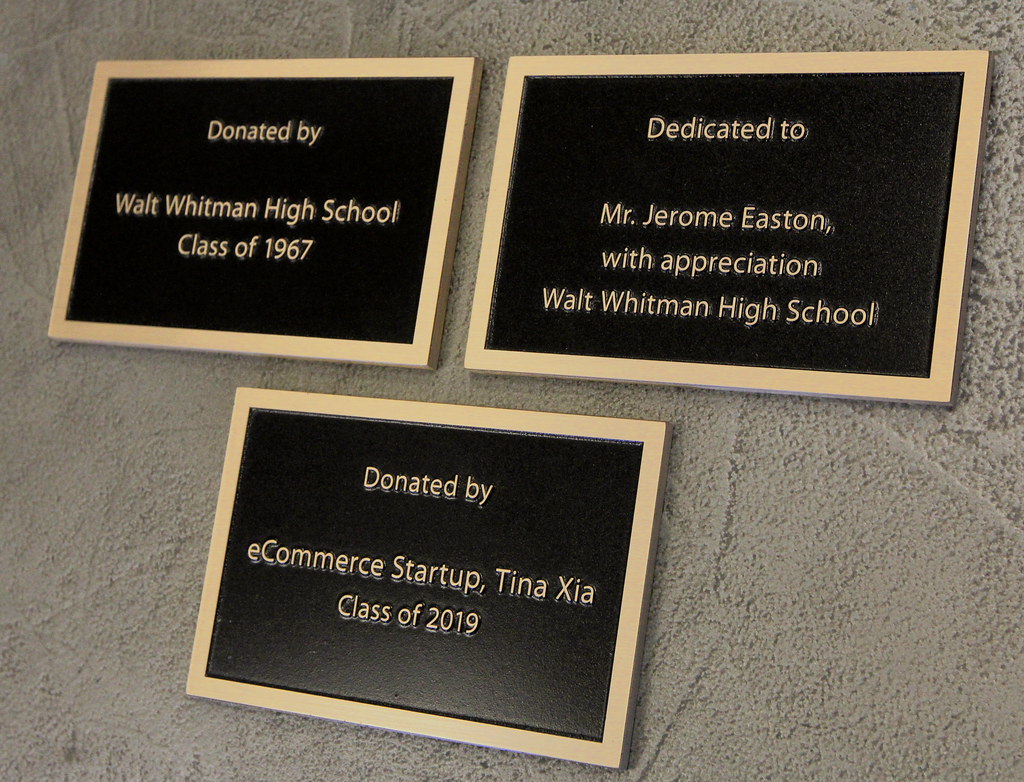 Donated by
Walt Whitman High School
Class of 1967
Dedicated to
Mr. Jerome Easton,
with appreciation
Walt Whitman High School
Donated by
eCommerce Startup, Tina Xia
Class of 2019